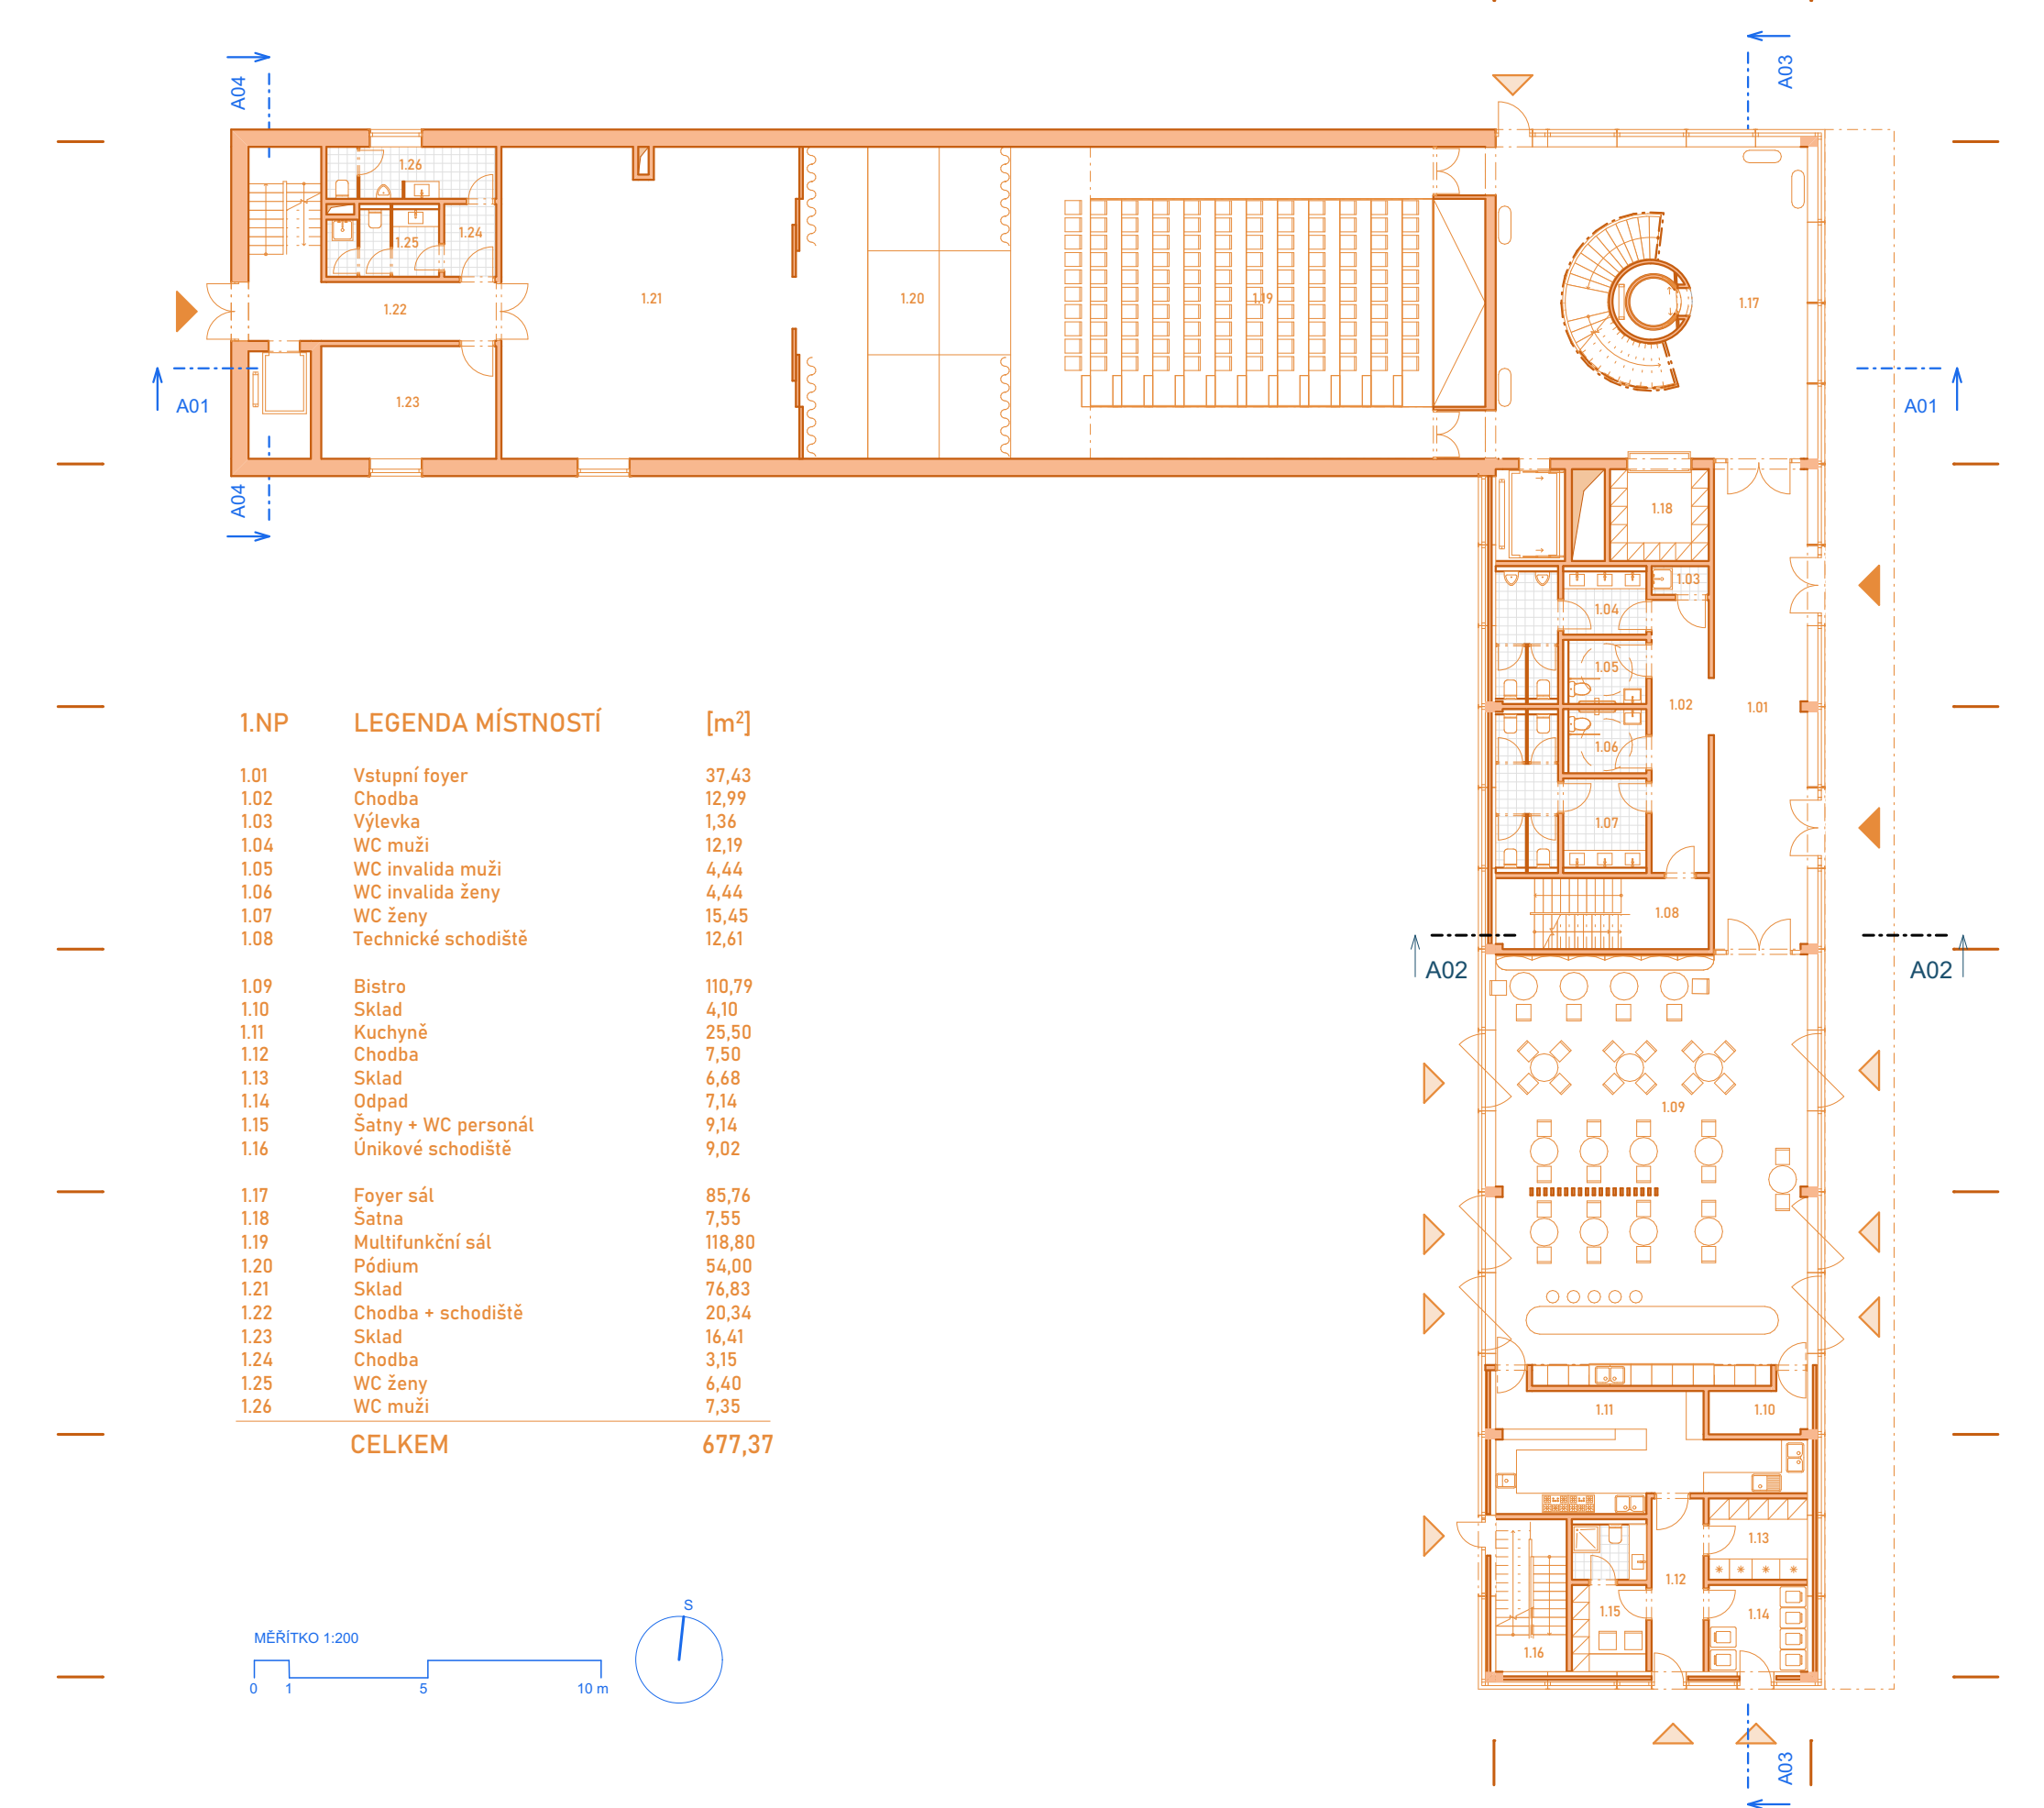 A04
A03
1.26
1.25
1.24
1.21
1.20
1.19
1.17
1.22
A01
A01
1.23
A04
1.18
1.03
1.04
1.05
1.02
1.01
1.06
1.07
1.08
A02
A02
1.NP LEGENDA MÍSTNOSTÍ [m²]
1.01 Vstupní foyer 37,43
1.02 Chodba 12,99
1.03 Výlevka 1,36
1.04 WC muži 12,19
1.05 WC invalida muži 4,44
1.06 WC invalida ženy 4,44
1.07 WC ženy 15,45
1.08 Technické schodiště 12,61
1.09 Bistro 110,79
1.10 Sklad 4,10
1.11 Kuchyně 25,50
1.12 Chodba 7,50
1.13 Sklad 6,68
1.14 Odpad 7,14
1.15 Šatny + WC personál 9,14
1.16 Únikové schodiště 9,02
1.17 Foyer sál 85,76
1.18 Šatna 7,55
1.19 Multifunkční sál 118,80
1.20 Pódium 54,00
1.21 Sklad 76,83
1.22 Chodba + schodiště 20,34
1.23 Sklad 16,41
1.24 Chodba 3,15
1.25 WC ženy 6,40
1.26 WC muži 7,35
CELKEM 677,37
1.09
1.11
1.10
1.13
1.12
1.15
1.14
1.16
MĚŘÍTKO 1:200
0 1 5 10 m
S
A03